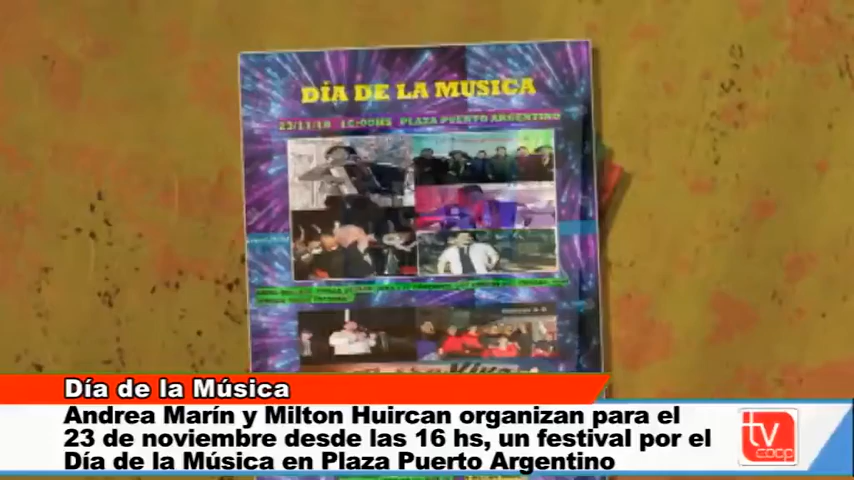 DÍA DE LA MUSICA
23/11/18 16:00HS PLAZA PUERTO ARGENTINO
Día de la Música
Andrea Marín y Milton Huircan organizan para el
23 de noviembre desde las 16 hs, un festival por el
Día de la Música en Plaza Puerto Argentino
tv
coop